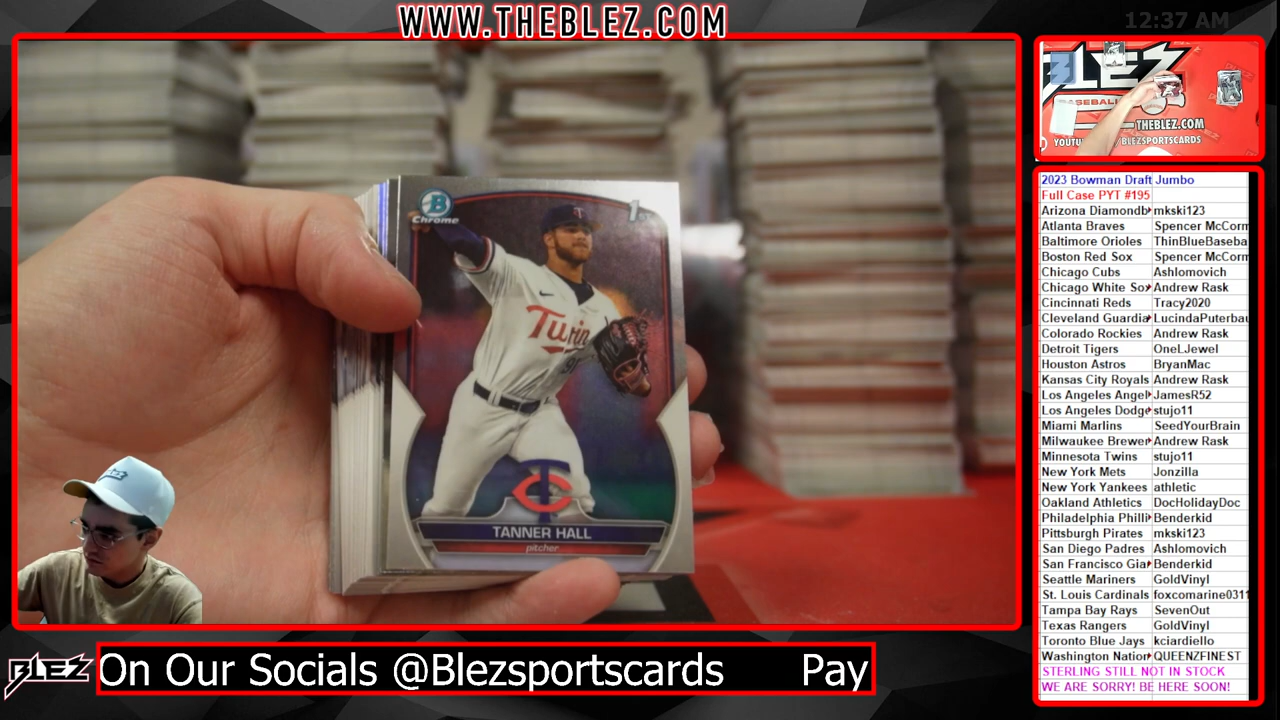 WWW.THEBLEZ.COM
12:37 AM
B
Chrome
1st
Twins
TANNER HALL
pitcher
BLEZ
BASEBALL
THEBLEZ.COM
/BLEZSPORTSCARDS
2023 Bowman Draft Jumbo
Full Case PYT #195
Arizona Diamondb mkski123
Atlanta Braves Spencer McCorm
Baltimore Orioles ThinBlueBaseba
Boston Red Sox Spencer McCorm
Chicago Cubs Ashlomovich
Chicago White Sox Andrew Rask
Cincinnati Reds Tracy2020
Cleveland Guardia LucindaPuterbau
Colorado Rockies Andrew Rask
Detroit Tigers OneLJewel
Houston Astros BryanMac
Kansas City Royals Andrew Rask
Los Angeles Angel JamesR52
Los Angeles Dodge stujo11
Miami Marlins SeedYourBrain
Milwaukee Brewer Andrew Rask
Minnesota Twins stujo11
New York Mets Jonzilla
New York Yankees athletic
Oakland Athletics DocHolidayDoc
Philadelphia Philli Benderkid
Pittsburgh Pirates mkski123
San Diego Padres Ashlomovich
San Francisco Gia Benderkid
Seattle Mariners GoldVinyl
St. Louis Cardinals foxcomarine0311
Tampa Bay Rays SevenOut
Texas Rangers GoldVinyl
Toronto Blue Jays kciardiello
Washington Nation QUEENZFINEST
STERLING STILL NOT IN STOCK
WE ARE SORRY! BE HERE SOON!
BLEZ On Our Socials @Blezsportscards Pay